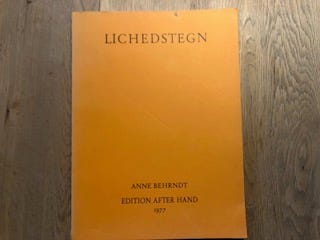 LICHEDSTEGN
ANNE BEHRNDT
EDITION AFTER HAND
1977